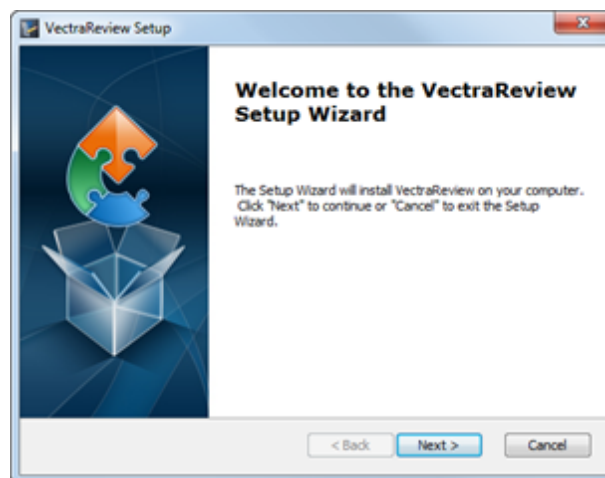 VectraReview Setup
Welcome to the VectraReview
Setup Wizard
The Setup Wizard will install VectraReview on your computer.
Click "Next" to continue or "Cancel" to exit the Setup
Wizard.
< Back Next > Cancel